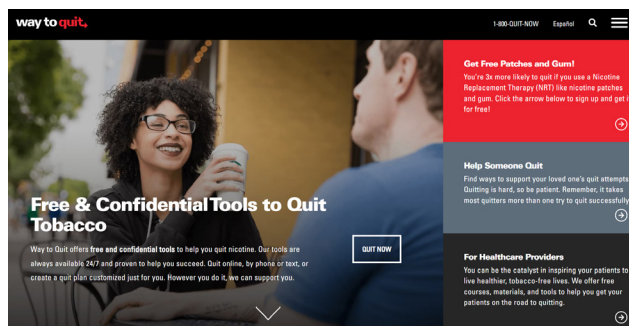 way to quit.
1-800-QUIT-NOW Español
Free & Confidential Tools to Quit
Tobacco
Way to Quit offers free and confidential tools to help you quit nicotine. Our tools are
always available 24/7 and proven to help you succeed. Quit online, by phone or text, or
create a quit plan customized just for you. However you do it, we can support you.
QUIT NOW
Get Free Patches and Gum!
You're 3x more likely to quit if you use a Nicotine
Replacement Therapy (NRT) like nicotine patches
and gum. Click the arrow below to sign up and get i
for free!
Help Someone Quit
Find ways to support your loved one's quit attempts
Quitting is hard, so be patient. Remember, it takes
most quitters more than one try to quit successfully
For Healthcare Providers
You can be the catalyst in inspiring your patients to
live healthier, tobacco-free lives. We offer free
courses, materials, and tools to help you get your
patients on the road to quitting.